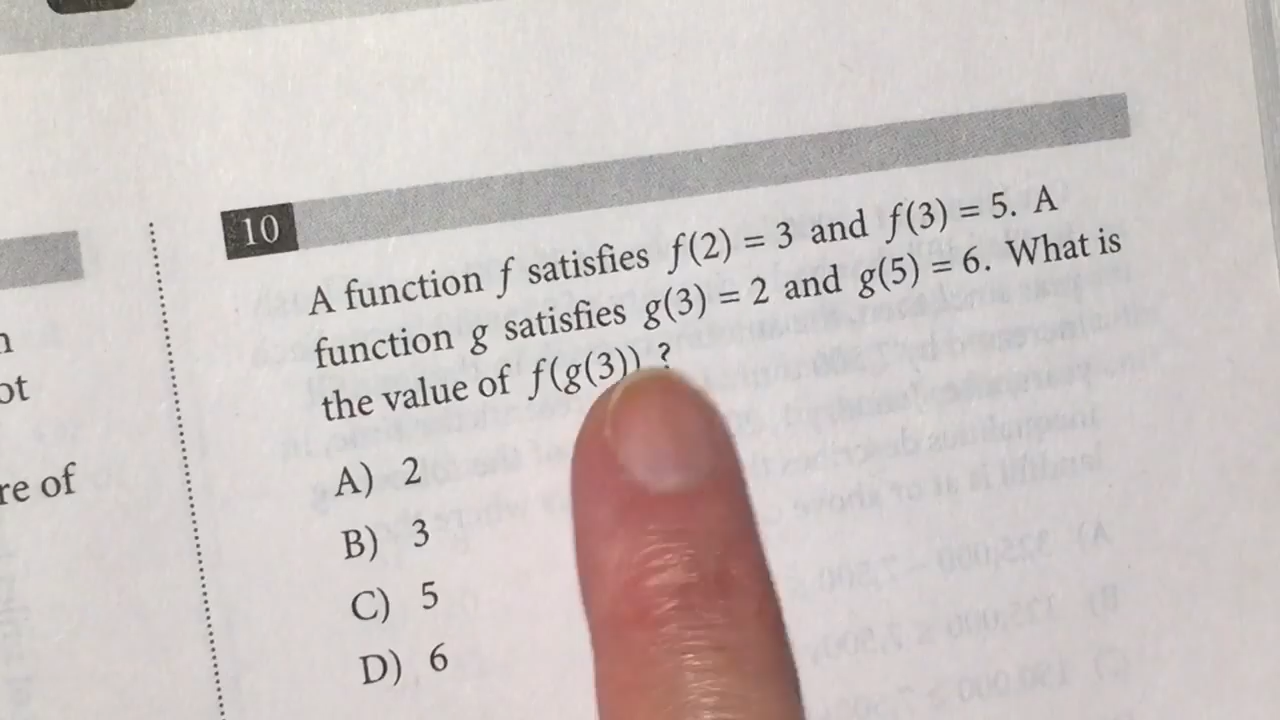 10
A function f satisfies f(2) = 3 and f(3) = 5. A
function g satisfies g(3) = 2 and g(5) = 6. What is
the value of f(g(3)) ?
A) 2
B) 3
C) 5
D) 6
re of
ot